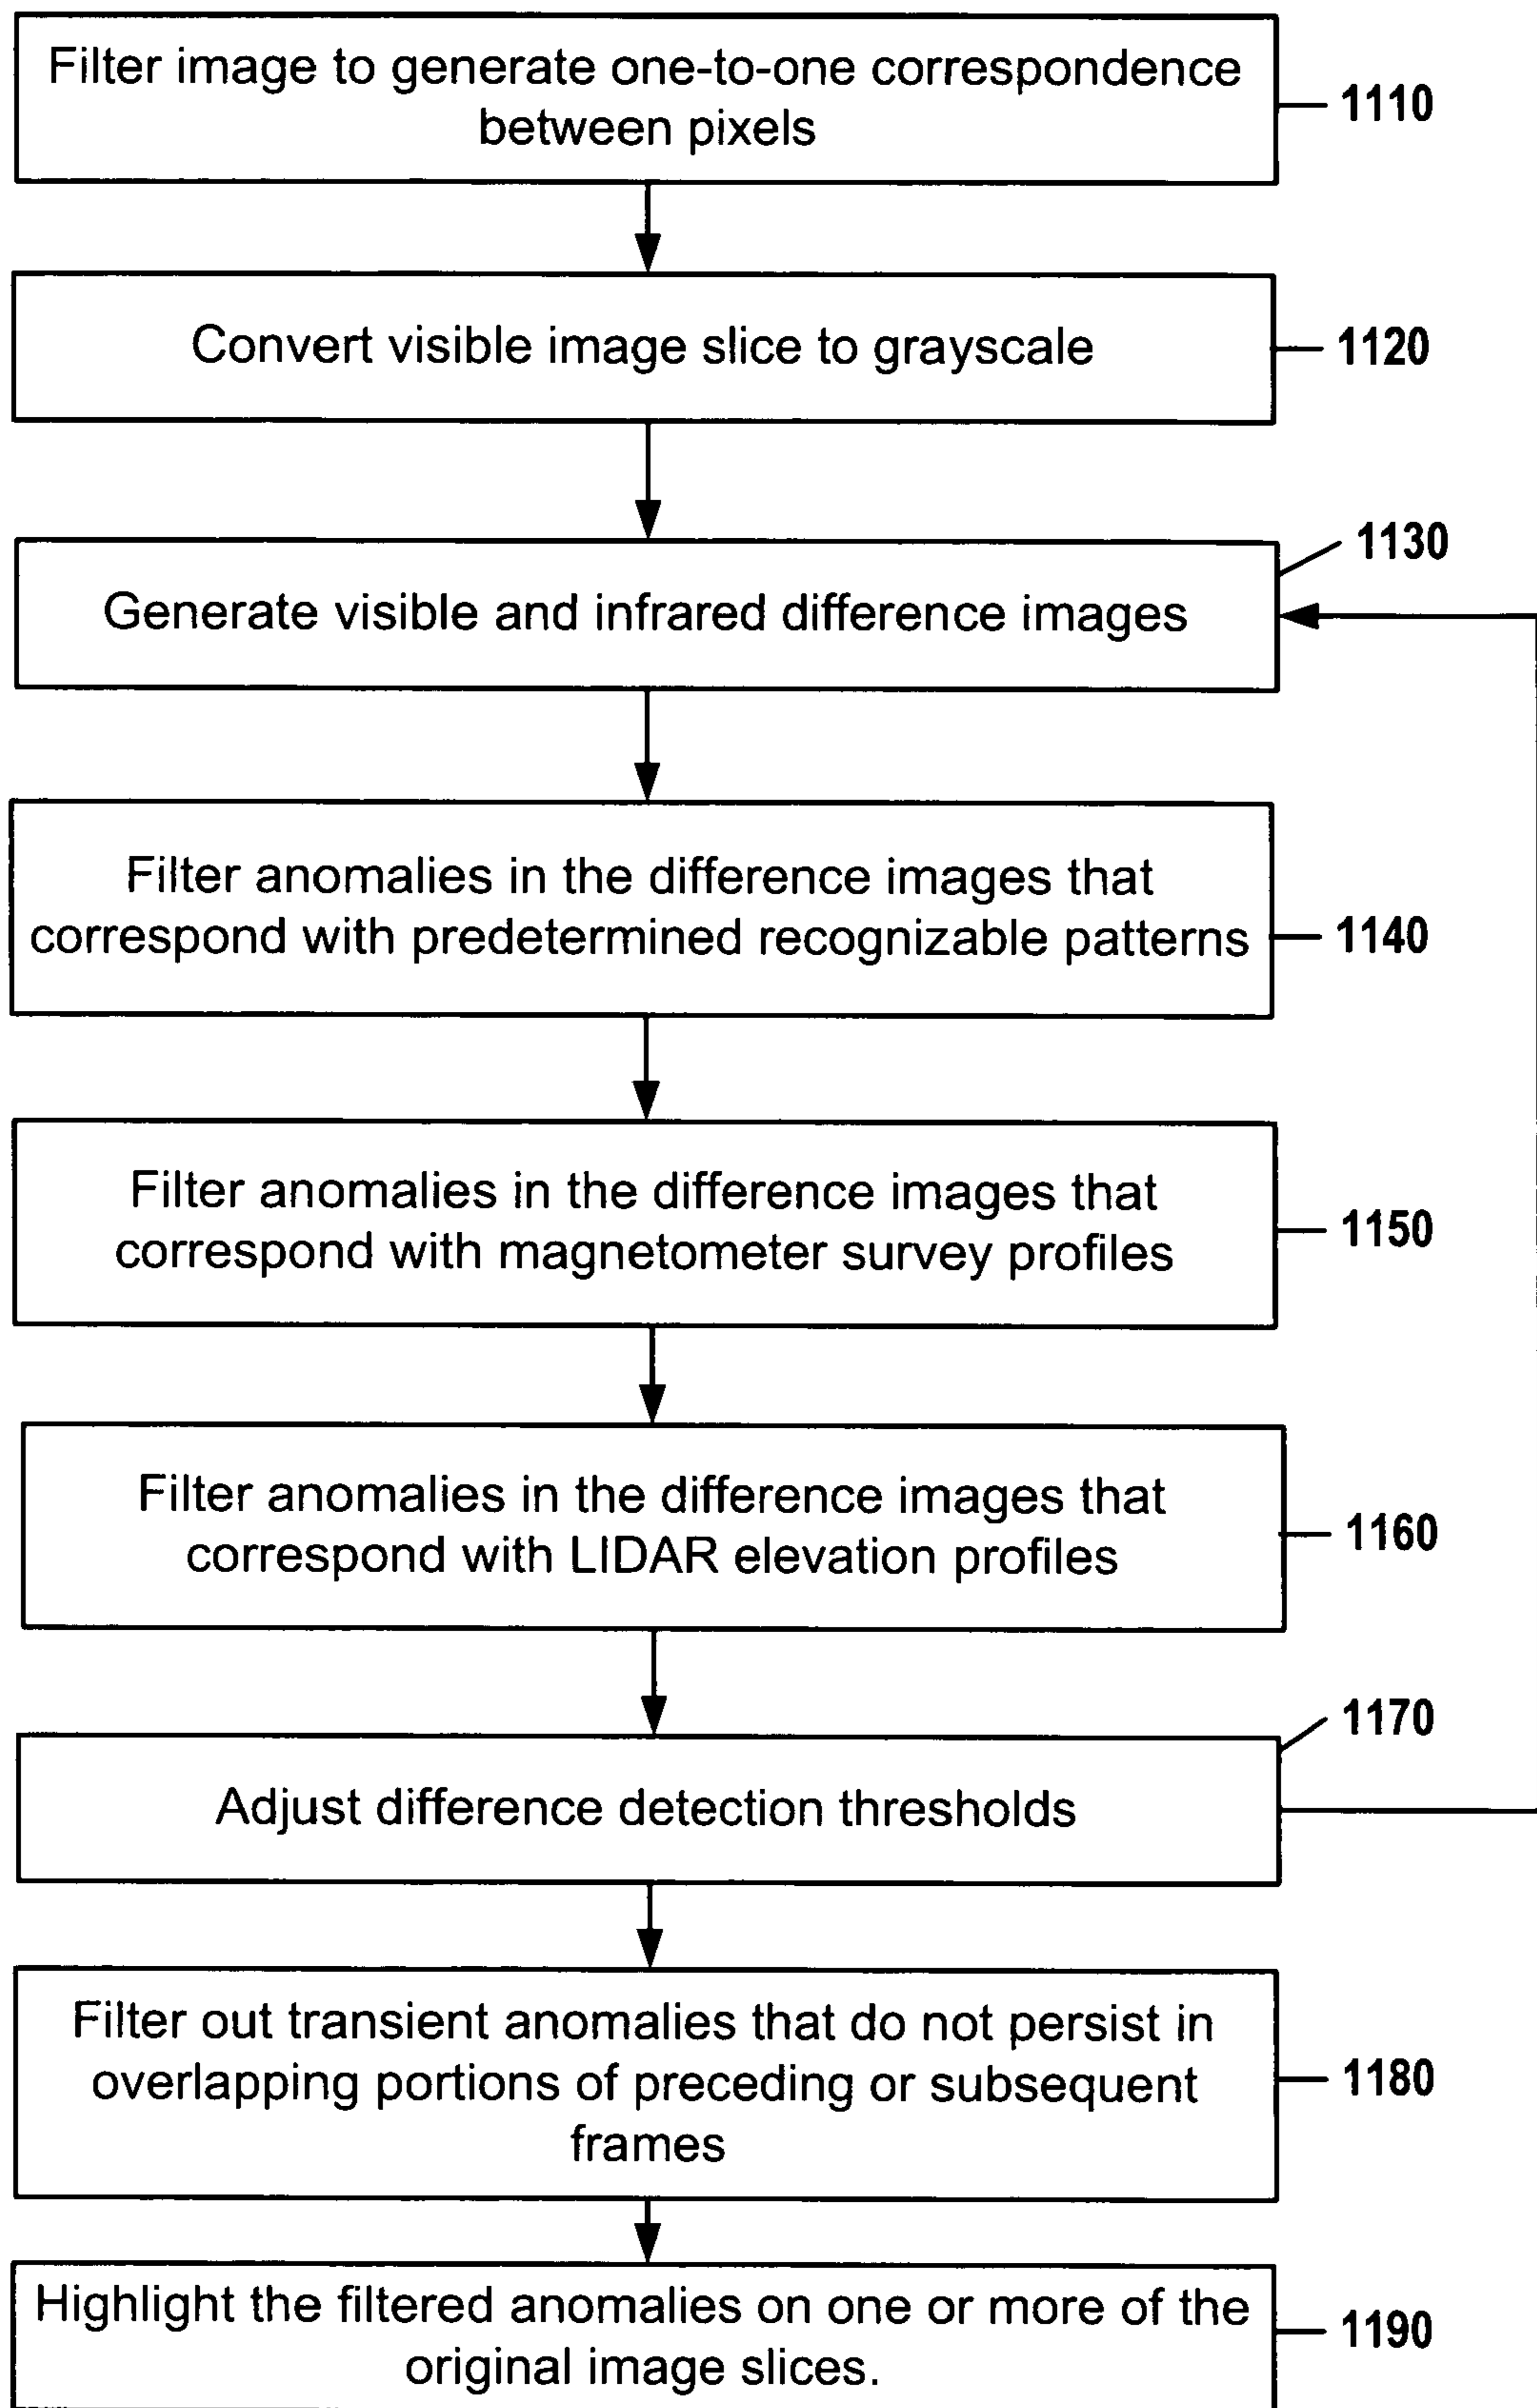 Filter image to generate one-to-one correspondence
between pixels
1110
Convert visible image slice to grayscale
1120
1130
Generate visible and infrared difference images
Filter anomalies in the difference images that
correspond with predetermined recognizable patterns
1140
Filter anomalies in the difference images that
correspond with magnetometer survey profiles
1150
Filter anomalies in the difference images that
correspond with LIDAR elevation profiles
1160
1170
Adjust difference detection thresholds
Filter out transient anomalies that do not persist in
overlapping portions of preceding or subsequent
frames
1180
Highlight the filtered anomalies on one or more of the
original image slices.
1190